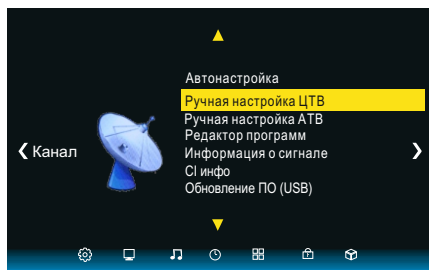 Автонастройка
Ручная настройка ЦТВ
Ручная настройка АТВ
Редактор программ
Канал
Информация о сигнале
CI инфо
Обновление ПО (USB)